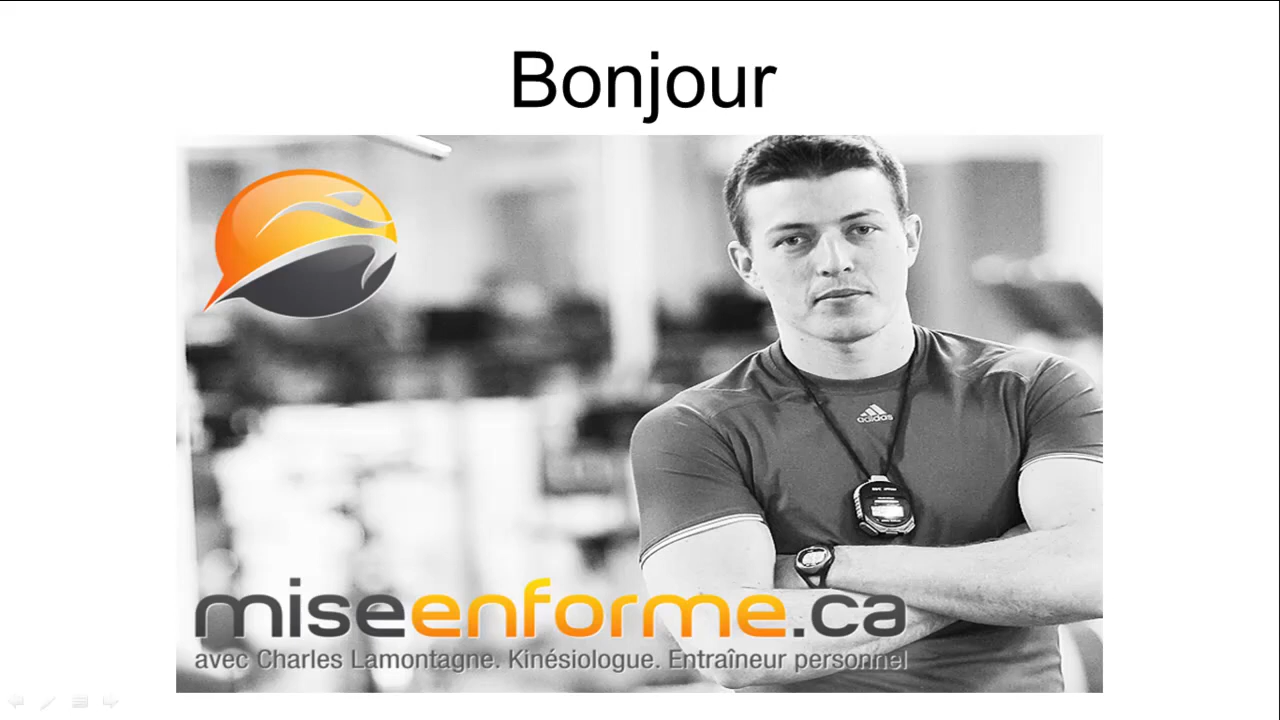 Bonjour
adidas
miseenforme.ca
avec Charles Lamontagne. Kinésiologue. Entraîneur personnel